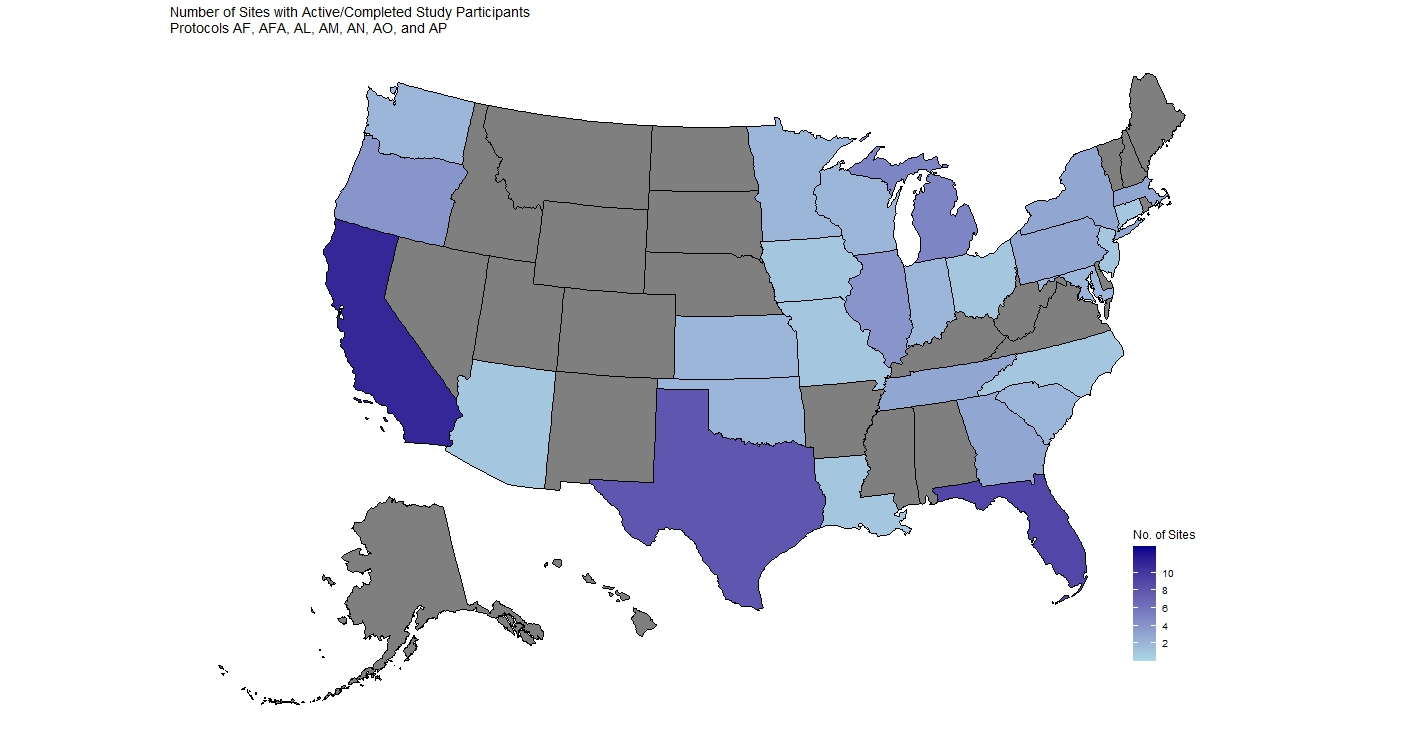 Number of Sites with Active/Completed Study Participants
Protocols AF, AFA, AL, AM, AN, AO, and AP
No. of Sites
10
8
6
4
2